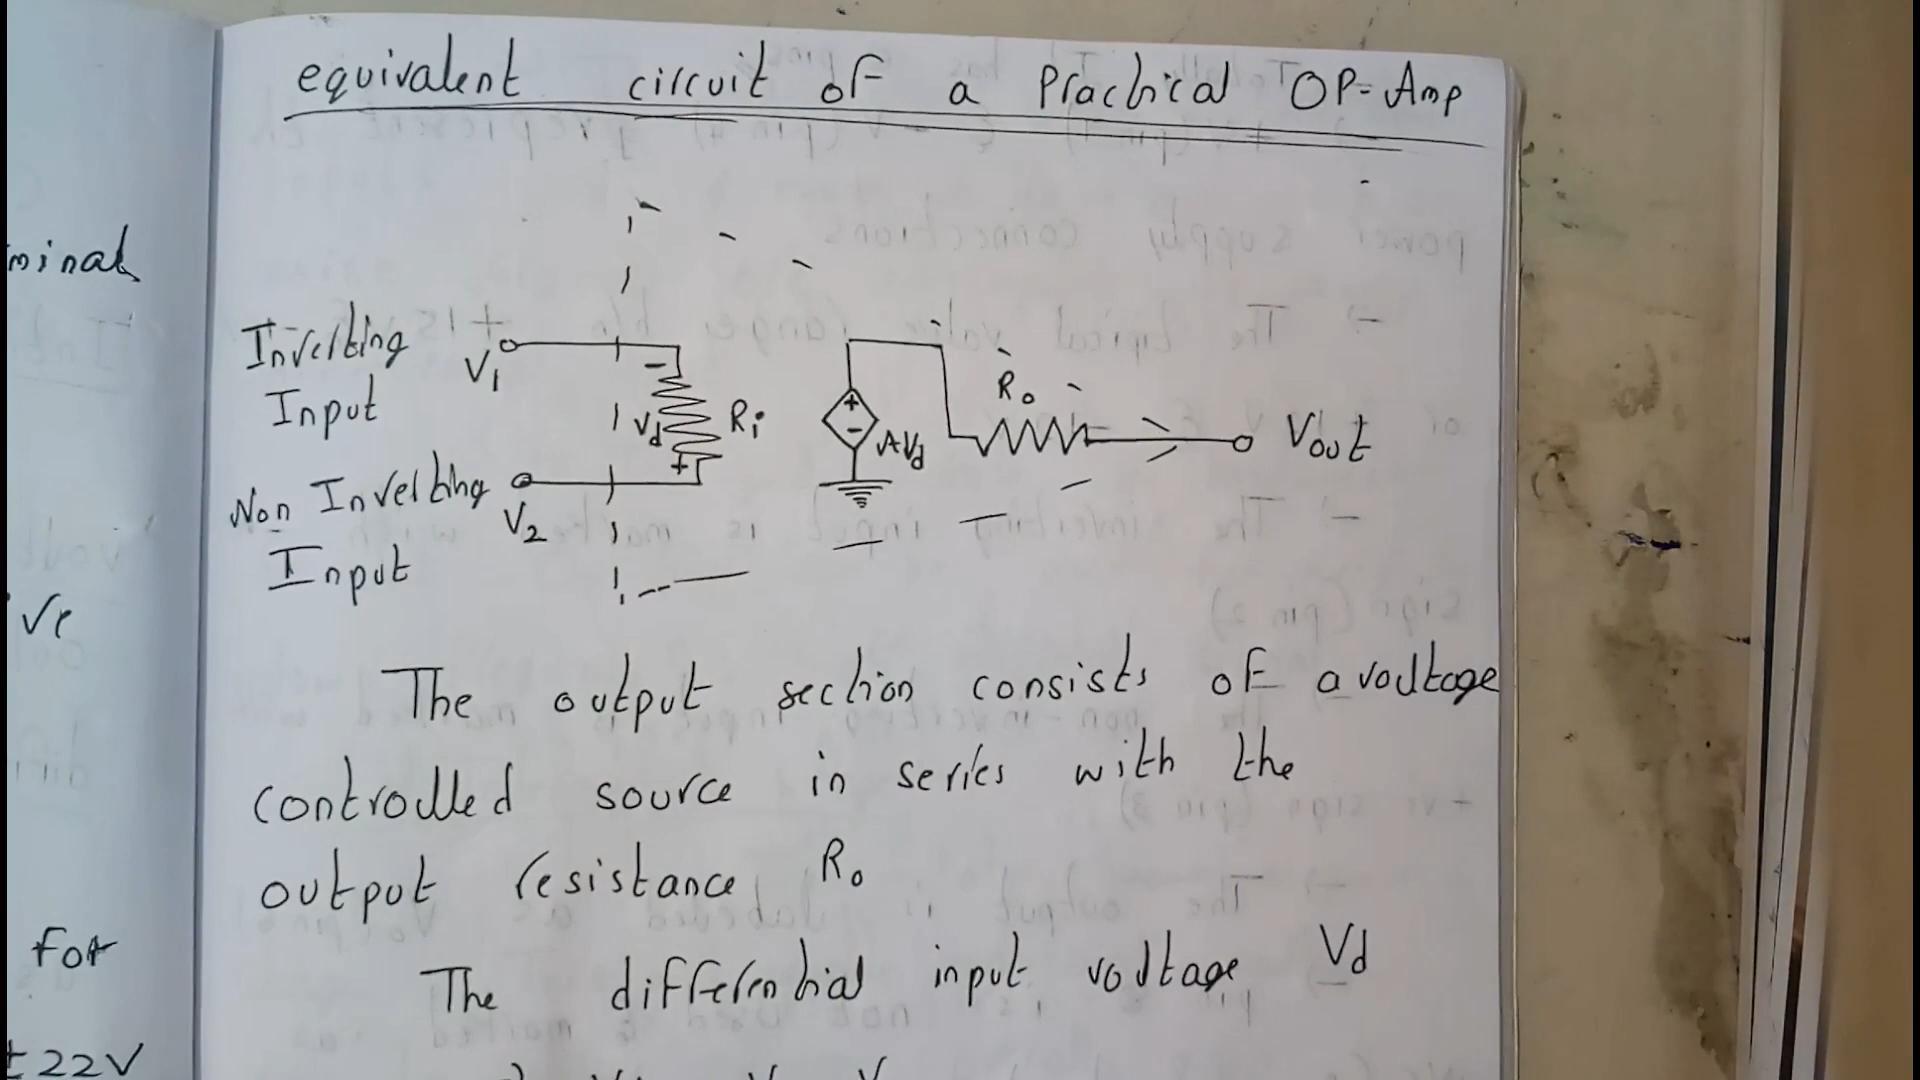 equivalent circuit of a Practical OP-Amp
minal
Inverting
Input
V1
Vd
Ri
Non Inverting
Input
V2
+
-
AVd
Ro
Vout
ve
The output section consists of a voltage
controlled source in series with the
output resistance Ro
for
The differential input voltage Vd
±22V